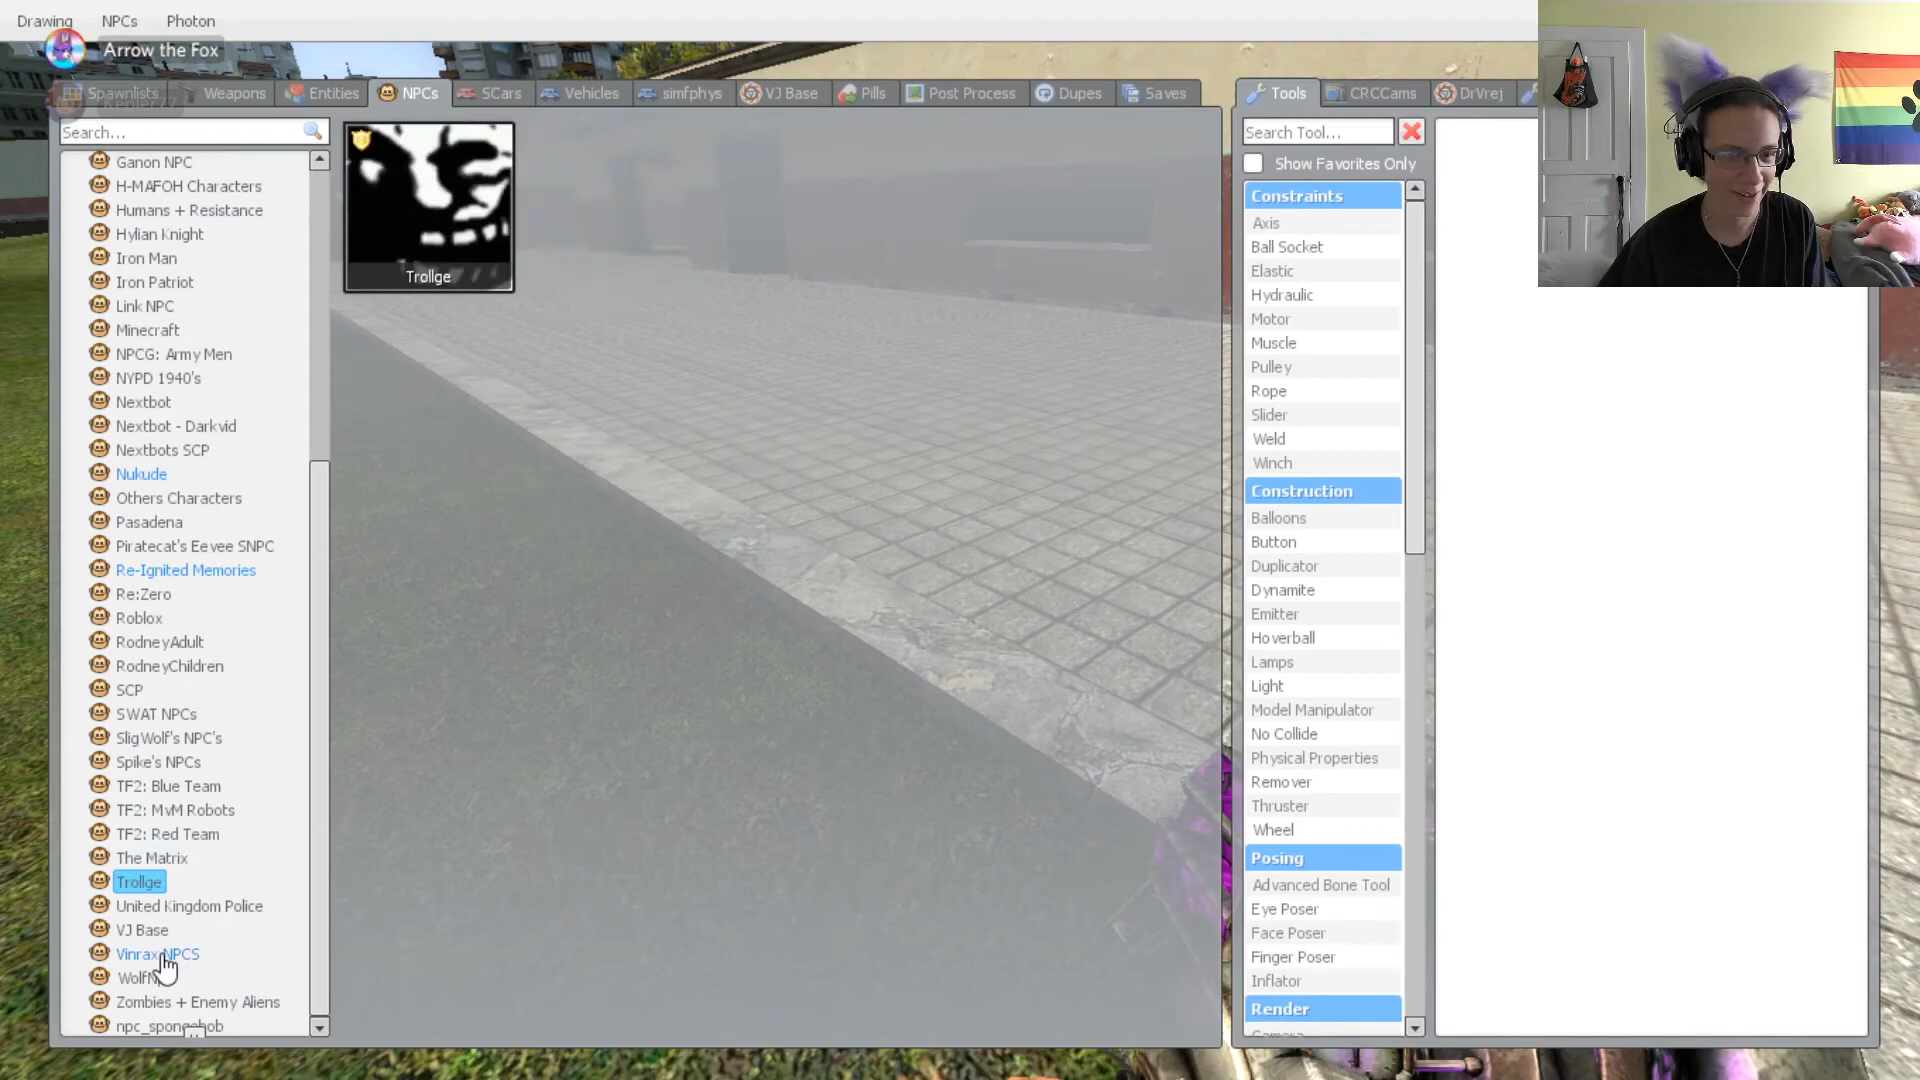 Drawing NPCs Photon
Arrow the Fox
Spawnlists Weapons Entities NPCs SCars Vehicles simfphys VJ Base Pills Post Process Dupes Saves
Search...
Ganon NPC
H-MAFOH Characters
Humans + Resistance
Hylian Knight
Iron Man
Iron Patriot
Link NPC
Minecraft
NPCG: Army Men
NYPD 1940's
Nextbot
Nextbot - Darkvid
Nextbots SCP
Nukude
Others Characters
Pasadena
Piratecat's Eevee SNPC
Re-Ignited Memories
Re:Zero
Roblox
RodneyAdult
RodneyChildren
SCP
SWAT NPCs
SligWolf's NPC's
Spike's NPCs
TF2: Blue Team
TF2: MvM Robots
TF2: Red Team
The Matrix
Trollge
United Kingdom Police
VJ Base
Vinrax NPCS
Zombies + Enemy Aliens
npc_spongebob
Trollge
Tools CRCCams DrVrej
Search Tool...
Show Favorites Only
Constraints
Axis
Ball Socket
Elastic
Hydraulic
Motor
Muscle
Pulley
Rope
Slider
Weld
Winch
Construction
Balloons
Button
Duplicator
Dynamite
Emitter
Hoverball
Lamps
Light
Model Manipulator
No Collide
Physical Properties
Remover
Thruster
Wheel
Posing
Advanced Bone Tool
Eye Poser
Face Poser
Finger Poser
Inflator
Render
Camera